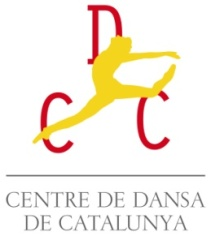 D
C C
CENTRE DE DANSA
DE CATALUNYA